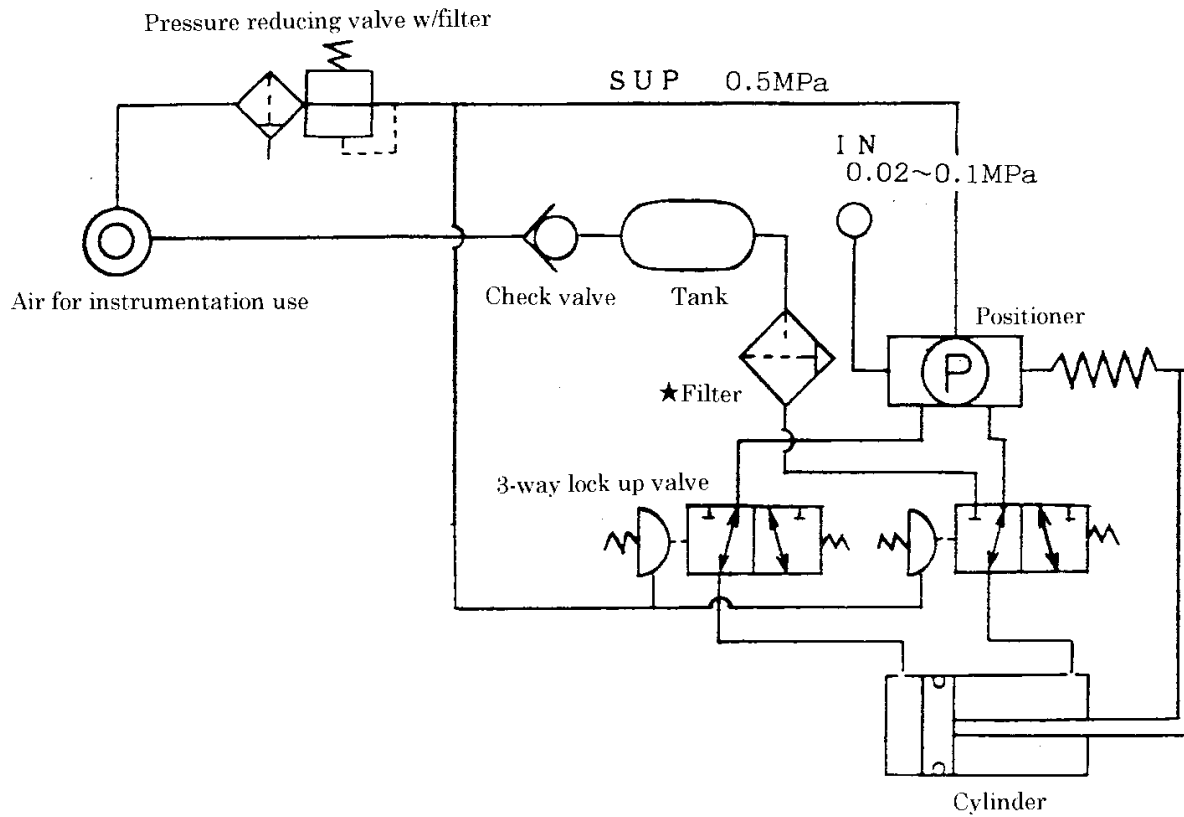 Pressure reducing valve w/filter
SUP 0.5MPa
IN
0.02~0.1MPa
Air for instrumentation use
Check valve
Tank
Positioner
P
★Filter
3-way lock up valve
Cylinder